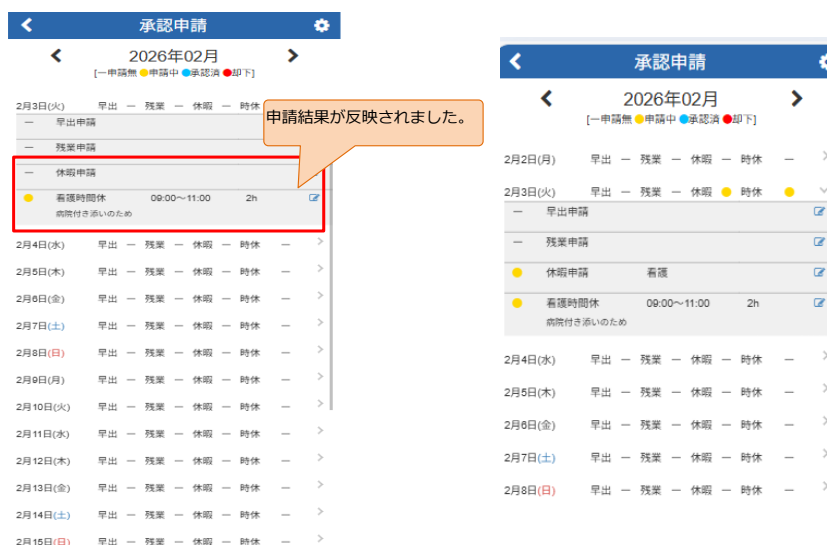 承認申請
2026年02月
[ー申請無 ●申請中 ●承認済 ●却下]
2月3日(火) 早出 ー 残業 ー 休暇 ー 時休
ー 早出申請
ー 残業申請
ー 休暇申請
● 看護時間休 09:00～11:00 2h
病院付き添いのため
2月4日(水) 早出 ー 残業 ー 休暇 ー 時休 ー
2月5日(木) 早出 ー 残業 ー 休暇 ー 時休 ー
2月6日(金) 早出 ー 残業 ー 休暇 ー 時休 ー
2月7日(土) 早出 ー 残業 ー 休暇 ー 時休 ー
2月8日(日) 早出 ー 残業 ー 休暇 ー 時休 ー
2月9日(月) 早出 ー 残業 ー 休暇 ー 時休 ー
2月10日(火) 早出 ー 残業 ー 休暇 ー 時休 ー
2月11日(水) 早出 ー 残業 ー 休暇 ー 時休 ー
2月12日(木) 早出 ー 残業 ー 休暇 ー 時休 ー
2月13日(金) 早出 ー 残業 ー 休暇 ー 時休 ー
2月14日(土) 早出 ー 残業 ー 休暇 ー 時休 ー
2月15日(日) 早出 ー 残業 ー 休暇 ー 時休 ー
申請結果が反映されました。
承認申請
2026年02月
[ー申請無 ●申請中 ●承認済 ●却下]
2月2日(月) 早出 ー 残業 ー 休暇 ー 時休 ー
2月3日(火) 早出 ー 残業 ー 休暇 ● 時休 ●
ー 早出申請
ー 残業申請
● 休暇申請 看護
● 看護時間休 09:00～11:00 2h
病院付き添いのため
2月4日(水) 早出 ー 残業 ー 休暇 ー 時休 ー
2月5日(木) 早出 ー 残業 ー 休暇 ー 時休 ー
2月6日(金) 早出 ー 残業 ー 休暇 ー 時休 ー
2月7日(土) 早出 ー 残業 ー 休暇 ー 時休 ー
2月8日(日) 早出 ー 残業 ー 休暇 ー 時休 ー